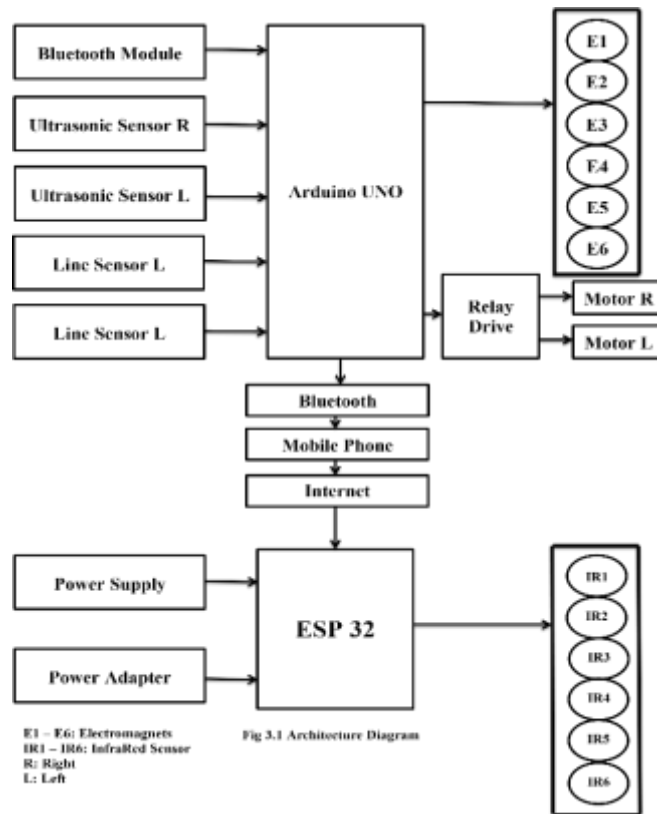 Bluetooth Module
Ultrasonic Sensor R
Ultrasonic Sensor L
Line Sensor L
Line Sensor L
Arduino UNO
E1
E2
E3
E4
E5
E6
Relay
Drive
Motor R
Motor L
Bluetooth
Mobile Phone
Internet
Power Supply
Power Adapter
ESP 32
IR1
IR2
IR3
IR4
IR5
IR6
E1 – E6: Electromagnets
IR1 – IR6: InfraRed Sensor
R: Right
L: Left
Fig 3.1 Architecture Diagram